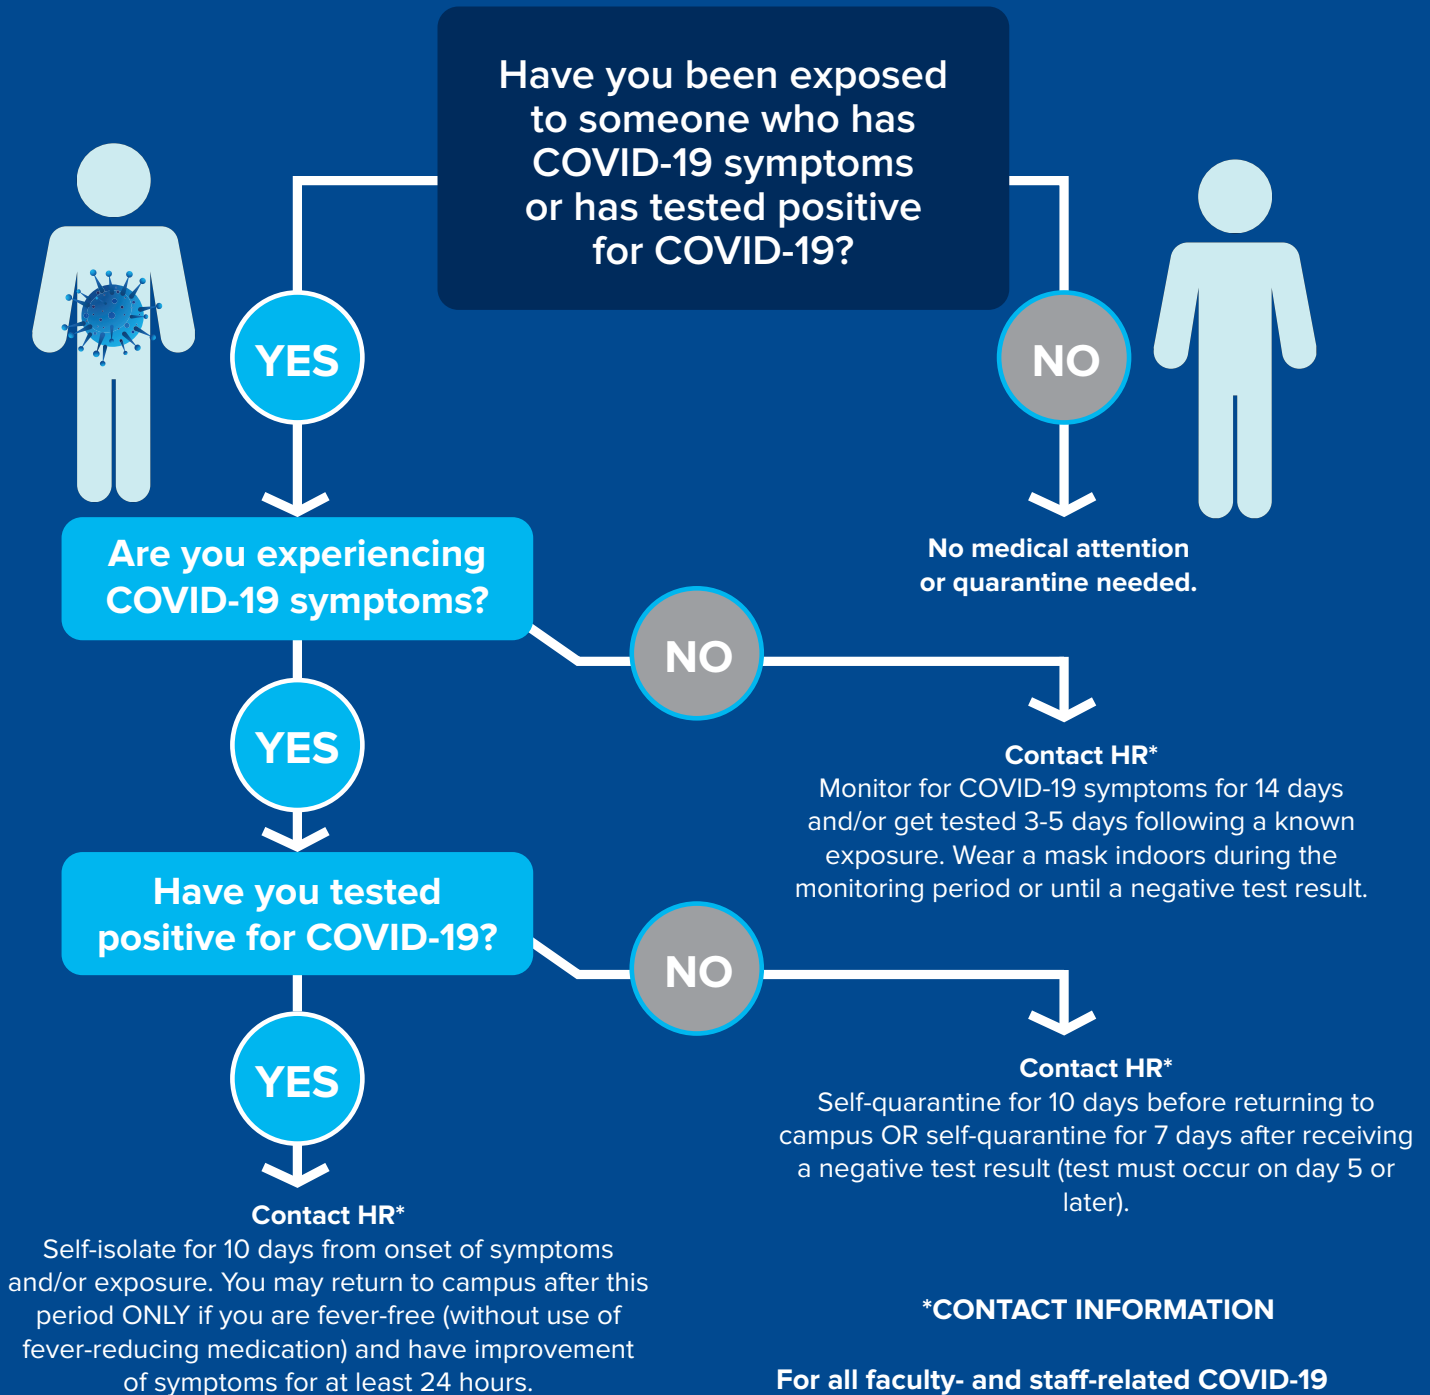 Have you been exposed
to someone who has
COVID-19 symptoms
or has tested positive
for COVID-19?
YES
NO
No medical attention
or quarantine needed.
Are you experiencing
COVID-19 symptoms?
NO
YES
Contact HR*
Monitor for COVID-19 symptoms for 14 days
and/or get tested 3-5 days following a known
exposure. Wear a mask indoors during the
monitoring period or until a negative test result.
Have you tested
positive for COVID-19?
NO
YES
Contact HR*
Self-quarantine for 10 days before returning to
campus OR self-quarantine for 7 days after receiving
a negative test result (test must occur on day 5 or
later).
Contact HR*
Self-isolate for 10 days from onset of symptoms
and/or exposure. You may return to campus after this
period ONLY if you are fever-free (without use of
fever-reducing medication) and have improvement
of symptoms for at least 24 hours.
*CONTACT INFORMATION
For all faculty- and staff-related COVID-19